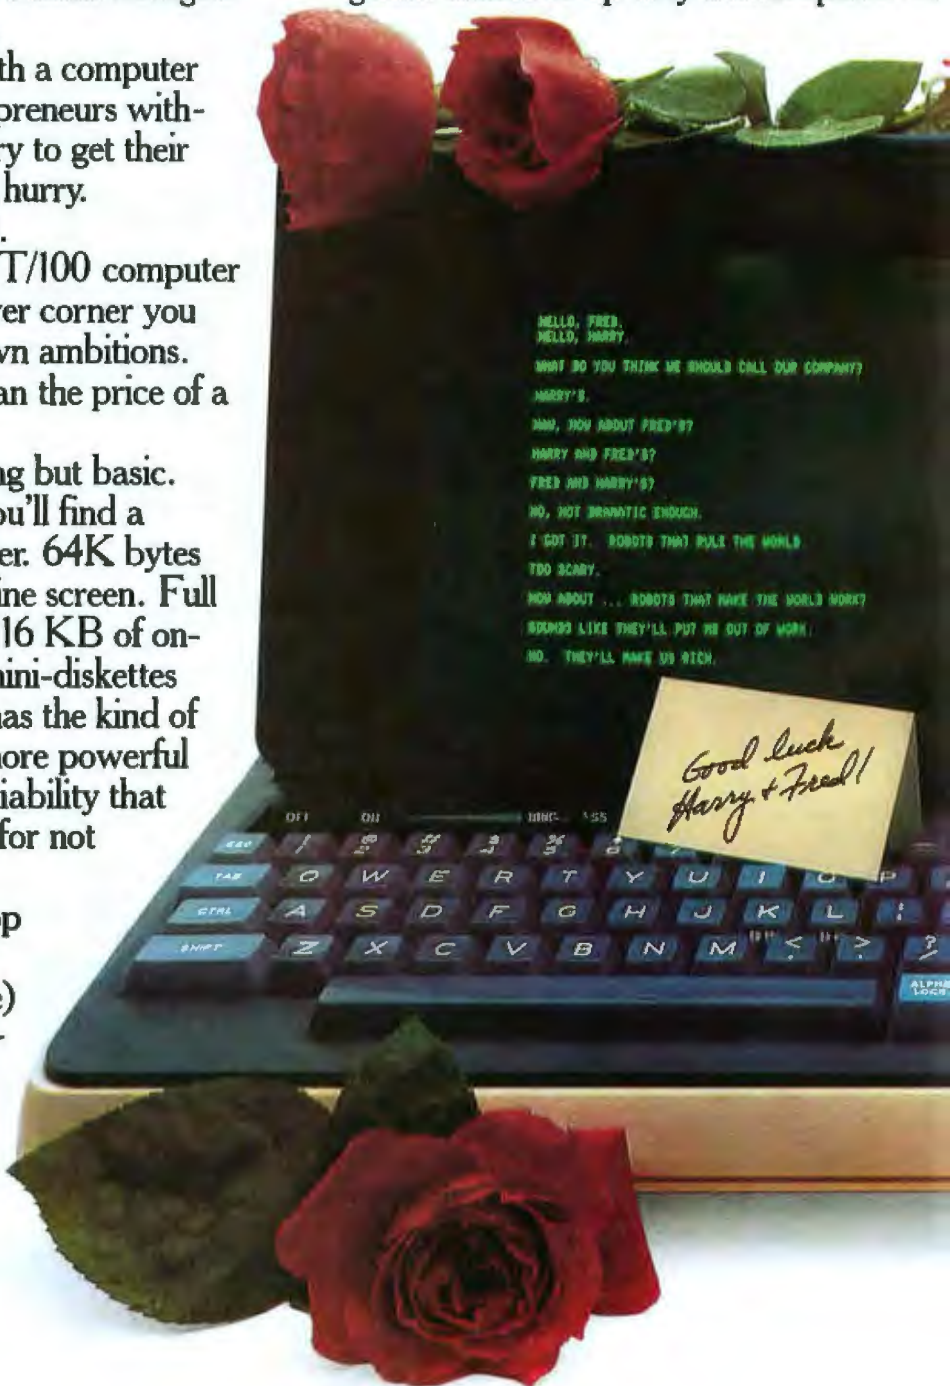 th a computer
preneurs with-
ry to get their
hurry.
T/100 computer
er corner you
vn ambitions.
an the price of a
ng but basic.
ou'll find a
er. 64K bytes
ine screen. Full
16 KB of on-
ini-diskettes
nas the kind of
ore powerful
iability that
for not
op
e)
HELLO, FRED.
HELLO, HARRY.
WHAT DO YOU THINK WE SHOULD CALL OUR COMPANY?
HARRY'S.
HOW ABOUT FRED'S?
HARRY AND FRED'S?
FRED AND HARRY'S?
NO, NOT DRAMATIC ENOUGH.
I GOT IT. ROBOTS THAT RULE THE WORLD
TOO SCARY.
HOW ABOUT ... ROBOTS THAT MAKE THE WORLD WORK?
SOUNDS LIKE THEY'LL PUT ME OUT OF WORK.
NO. THEY'LL MAKE US RICH.
Good luck
Harry + Fred!
OFF ON
ESC
TAB Q W E R T Y U I O P
CTRL A S D F G H J K L
SHIFT Z X C V B N M < > ?
ALPHA
LOCK